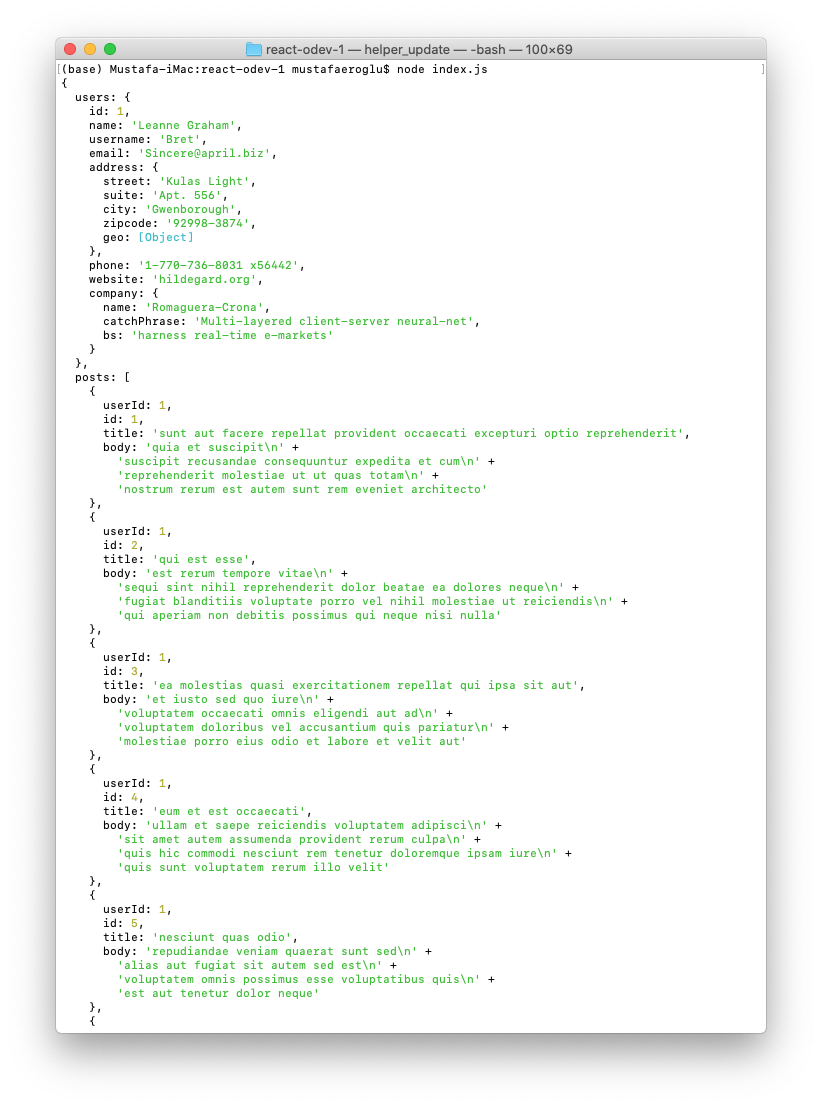 react-odev-1 — helper_update — -bash — 100×69
[(base) Mustafa-iMac:react-odev-1 mustafaeroglu$ node index.js ]
{
  users: {
    id: 1,
    name: 'Leanne Graham',
    username: 'Bret',
    email: 'Sincere@april.biz',
    address: {
      street: 'Kulas Light',
      suite: 'Apt. 556',
      city: 'Gwenborough',
      zipcode: '92998-3874',
      geo: [Object]
    },
    phone: '1-770-736-8031 x56442',
    website: 'hildegard.org',
    company: {
      name: 'Romaguera-Crona',
      catchPhrase: 'Multi-layered client-server neural-net',
      bs: 'harness real-time e-markets'
    }
  },
  posts: [
    {
      userId: 1,
      id: 1,
      title: 'sunt aut facere repellat provident occaecati excepturi optio reprehenderit',
      body: 'quia et suscipit\n' +
        'suscipit recusandae consequuntur expedita et cum\n' +
        'reprehenderit molestiae ut ut quas totam\n' +
        'nostrum rerum est autem sunt rem eveniet architecto'
    },
    {
      userId: 1,
      id: 2,
      title: 'qui est esse',
      body: 'est rerum tempore vitae\n' +
        'sequi sint nihil reprehenderit dolor beatae ea dolores neque\n' +
        'fugiat blanditiis voluptate porro vel nihil molestiae ut reiciendis\n' +
        'qui aperiam non debitis possimus qui neque nisi nulla'
    },
    {
      userId: 1,
      id: 3,
      title: 'ea molestias quasi exercitationem repellat qui ipsa sit aut',
      body: 'et iusto sed quo iure\n' +
        'voluptatem occaecati omnis eligendi aut ad\n' +
        'voluptatem doloribus vel accusantium quis pariatur\n' +
        'molestiae porro eius odio et labore et velit aut'
    },
    {
      userId: 1,
      id: 4,
      title: 'eum et est occaecati',
      body: 'ullam et saepe reiciendis voluptatem adipisci\n' +
        'sit amet autem assumenda provident rerum culpa\n' +
        'quis hic commodi nesciunt rem tenetur doloremque ipsam iure\n' +
        'quis sunt voluptatem rerum illo velit'
    },
    {
      userId: 1,
      id: 5,
      title: 'nesciunt quas odio',
      body: 'repudiandae veniam quaerat sunt sed\n' +
        'alias aut fugiat sit autem sed est\n' +
        'voluptatem omnis possimus esse voluptatibus quis\n' +
        'est aut tenetur dolor neque'
    },
    {